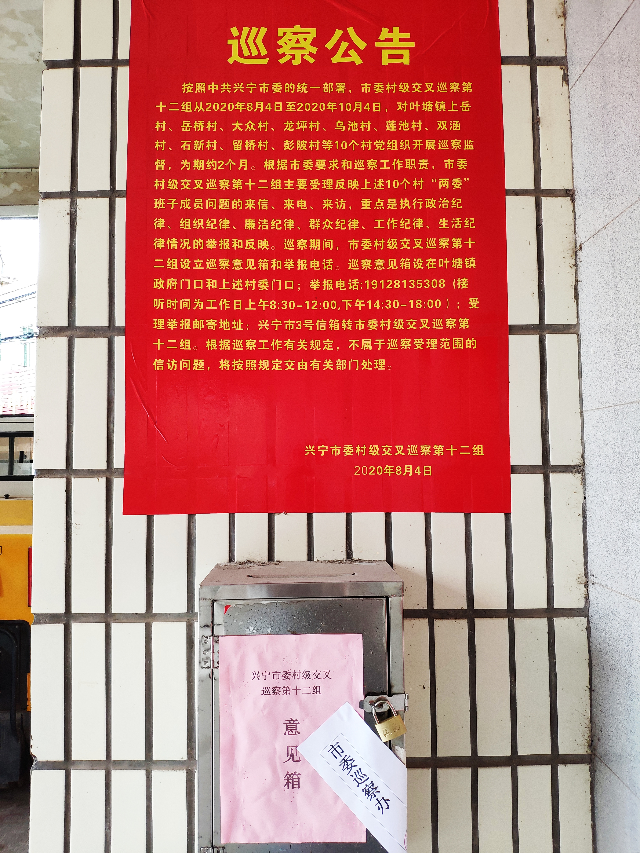 巡察公告
按照中共兴宁市委的统一部署，市委村级交叉巡察第
十二组从2020年8月4日至2020年10月4日，对叶塘镇上岳
村、岳桥村、大众村、龙坪村、乌池村、莲池村、双涵
村、石新村、留桥村、彭陂村等10个村党组织开展巡察监
督，为期约2个月。根据市委要求和巡察工作职责，市委
村级交叉巡察第十二组主要受理反映上述10个村“两委”
班子成员问题的来信、来电、来访，重点是执行政治纪
律、组织纪律、廉洁纪律、群众纪律、工作纪律、生活纪
律情况的举报和反映。巡察期间，市委村级交叉巡察第十
二组设立巡察意见箱和举报电话。巡察意见箱设在叶塘镇
政府门口和上述村委门口；举报电话:19128135308(接
听时间为工作日上午8:30-12:00,下午14:30-18:00)；受
理举报邮寄地址：兴宁市3号信箱转市委村级交叉巡察第
十二组。根据巡察工作有关规定，不属于巡察受理范围的
信访问题，将按照规定交由有关部门处理。
兴宁市委村级交叉巡察第十二组
2020年8月4日
兴宁市委村级交叉
巡察第十二组
意见箱
市委巡察办